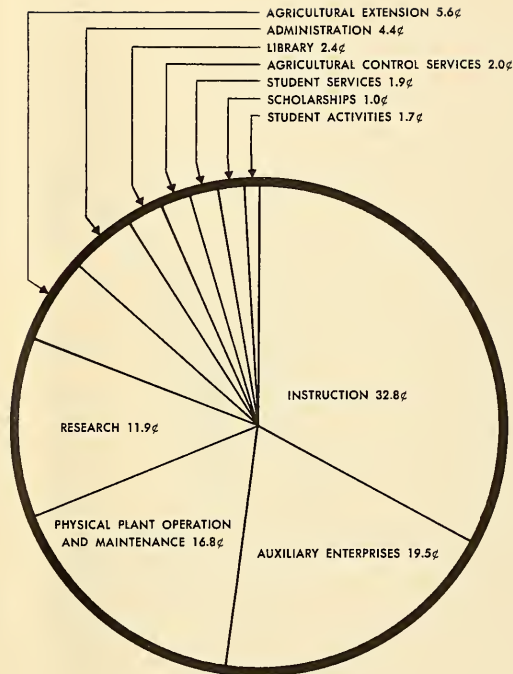 AGRICULTURAL EXTENSION 5.6¢
ADMINISTRATION 4.4¢
LIBRARY 2.4¢
AGRICULTURAL CONTROL SERVICES 2.0¢
STUDENT SERVICES 1.9¢
SCHOLARSHIPS 1.0¢
STUDENT ACTIVITIES 1.7¢
INSTRUCTION 32.8¢
RESEARCH 11.9¢
PHYSICAL PLANT OPERATION
AND MAINTENANCE 16.8¢
AUXILIARY ENTERPRISES 19.5¢